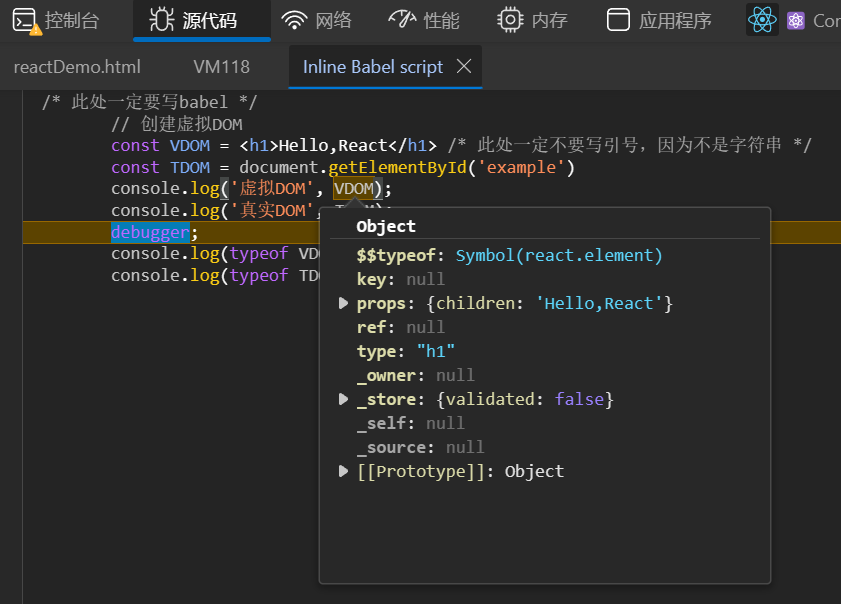 控制台 源代码 网络 性能 内存 应用程序 Cor
reactDemo.html VM118 Inline Babel script
/* 此处一定要写babel */
// 创建虚拟DOM
const VDOM = <h1>Hello,React</h1> /* 此处一定不要写引号，因为不是字符串 */
const TDOM = document.getElementById('example')
console.log('虚拟DOM', VDOM);
console.log('真实DOM', TDOM);
debugger;
console.log(typeof VDO
console.log(typeof TDO
Object
$$typeof: Symbol(react.element)
key: null
props: {children: 'Hello,React'}
ref: null
type: "h1"
_owner: null
_store: {validated: false}
_self: null
_source: null
[[Prototype]]: Object